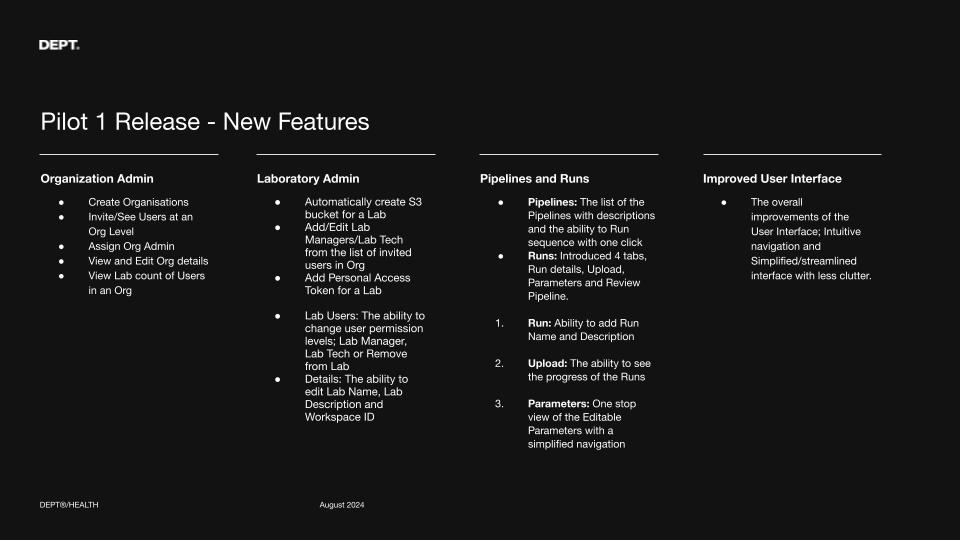 DEPT.
Pilot 1 Release - New Features
Organization Admin
● Create Organisations
● Invite/See Users at an
Org Level
● Assign Org Admin
● View and Edit Org details
● View Lab count of Users
in an Org
Laboratory Admin
● Automatically create S3
bucket for a Lab
● Add/Edit Lab
Managers/Lab Tech
from the list of invited
users in Org
● Add Personal Access
Token for a Lab
● Lab Users: The ability to
change user permission
levels; Lab Manager,
Lab Tech or Remove
from Lab
● Details: The ability to
edit Lab Name, Lab
Description and
Workspace ID
Pipelines and Runs
● Pipelines: The list of the
Pipelines with descriptions
and the ability to Run
sequence with one click
● Runs: Introduced 4 tabs,
Run details, Upload,
Parameters and Review
Pipeline.
1. Run: Ability to add Run
Name and Description
2. Upload: The ability to see
the progress of the Runs
3. Parameters: One stop
view of the Editable
Parameters with a
simplified navigation
Improved User Interface
● The overall
improvements of the
User Interface; Intuitive
navigation and
Simplified/streamlined
interface with less clutter.
DEPT®/HEALTH
August 2024